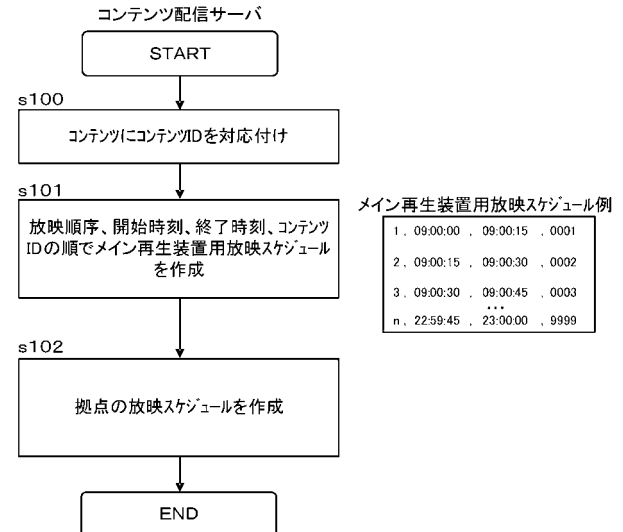 コンテンツ配信サーバ
START
s100
コンテンツにコンテンツIDを対応付け
s101
放映順序、開始時刻、終了時刻、コンテンツ
IDの順でメイン再生装置用放映スケジュール
を作成
メイン再生装置用放映スケジュール例
1 , 09:00:00 , 09:00:15 , 0001
2 , 09:00:15 , 09:00:30 , 0002
3 , 09:00:30 , 09:00:45 , 0003
...
n , 22:59:45 , 23:00:00 , 9999
s102
拠点の放映スケジュールを作成
END